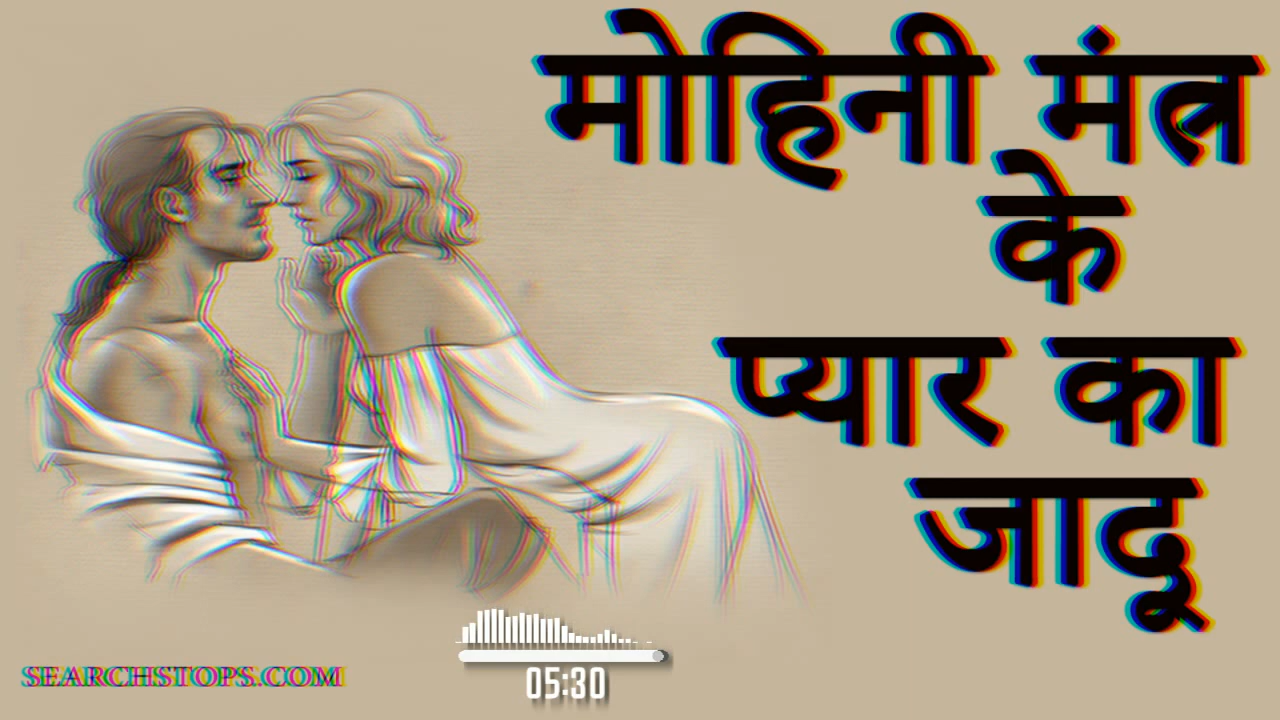 मोहिनी मंत्र
के
प्यार का
जादू
SEARCHSTOPS.COM
05:30